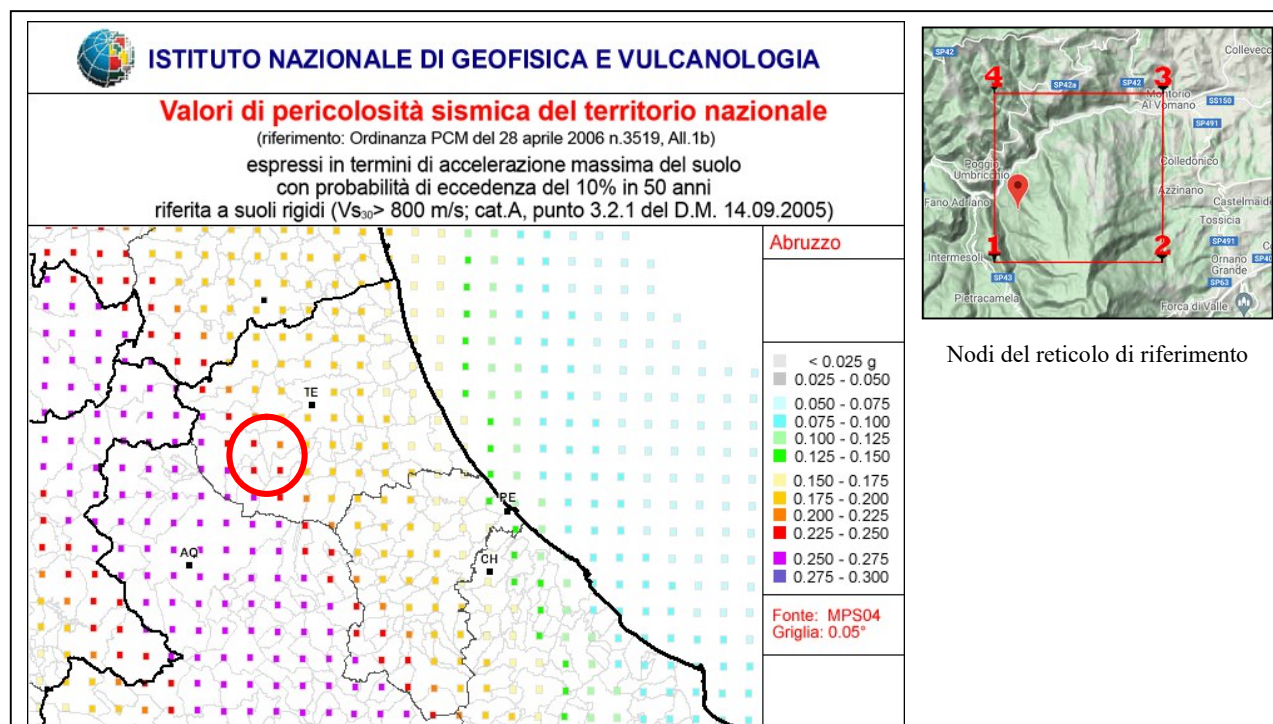 ISTITUTO NAZIONALE DI GEOFISICA E VULCANOLOGIA
Valori di pericolosità sismica del territorio nazionale
(riferimento: Ordinanza PCM del 28 aprile 2006 n.3519, All.1b)
espressi in termini di accelerazione massima del suolo
con probabilità di eccedenza del 10% in 50 anni
riferita a suoli rigidi (Vs₃₀> 800 m/s; cat.A, punto 3.2.1 del D.M. 14.09.2005)
TE
PE
AQ
CH
Abruzzo
< 0.025 g
0.025 - 0.050
0.050 - 0.075
0.075 - 0.100
0.100 - 0.125
0.125 - 0.150
0.150 - 0.175
0.175 - 0.200
0.200 - 0.225
0.225 - 0.250
0.250 - 0.275
0.275 - 0.300
Fonte: MPS04
Griglia: 0.05°
SP42
Collevecc
4
SP42a
SP42
3
Montorio
Al Vomano
SS150
SP491
Poggio
Umbricchio
Colledonico
Fano Adriano
Azzinano
Castelmaide
Tossicia
1
2
SP491
Intermesoli
Ornano
Grande
SP43
SP63
Pietracamela
Forca di Valle
Nodi del reticolo di riferimento